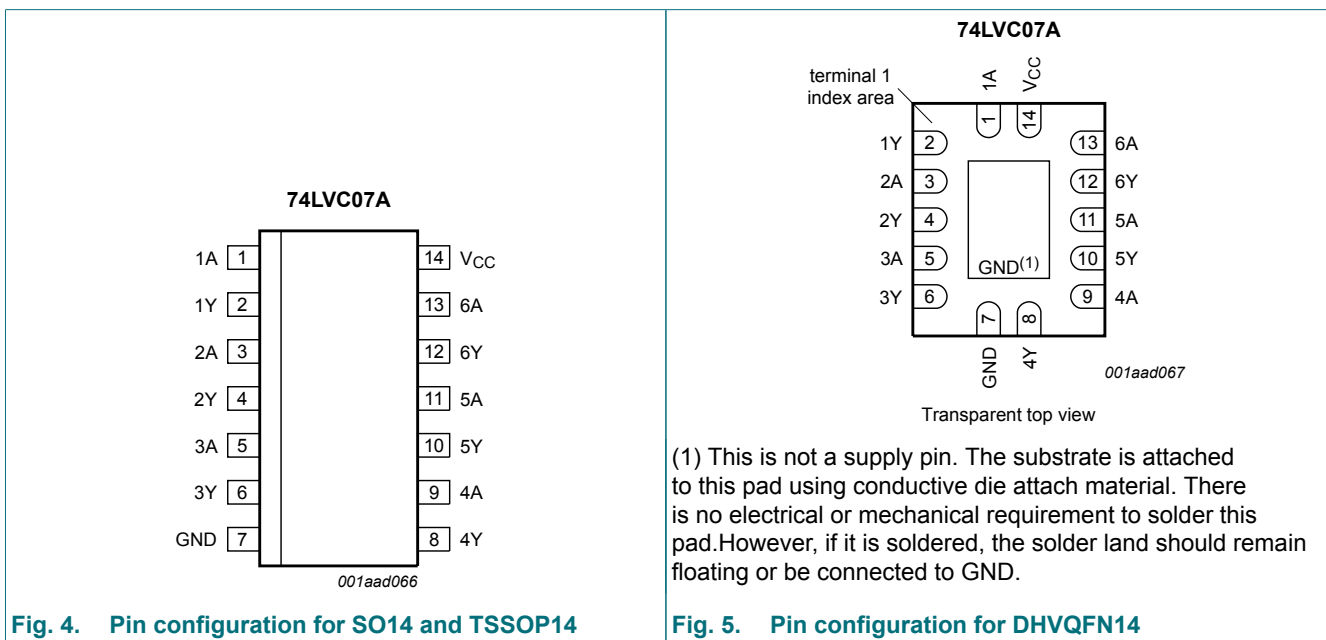 74LVC07A
1A 1
1Y 2
2A 3
2Y 4
3A 5
3Y 6
GND 7
14 VCC
13 6A
12 6Y
11 5A
10 5Y
9 4A
8 4Y
001aad066
Fig. 4. Pin configuration for SO14 and TSSOP14
74LVC07A
terminal 1
index area
1A
VCC
1
14
1Y 2
2A 3
2Y 4
3A 5
3Y 6
13 6A
12 6Y
11 5A
10 5Y
9 4A
GND(1)
7
8
GND
4Y
001aad067
Transparent top view
(1) This is not a supply pin. The substrate is attached
to this pad using conductive die attach material. There
is no electrical or mechanical requirement to solder this
pad.However, if it is soldered, the solder land should remain
floating or be connected to GND.
Fig. 5. Pin configuration for DHVQFN14